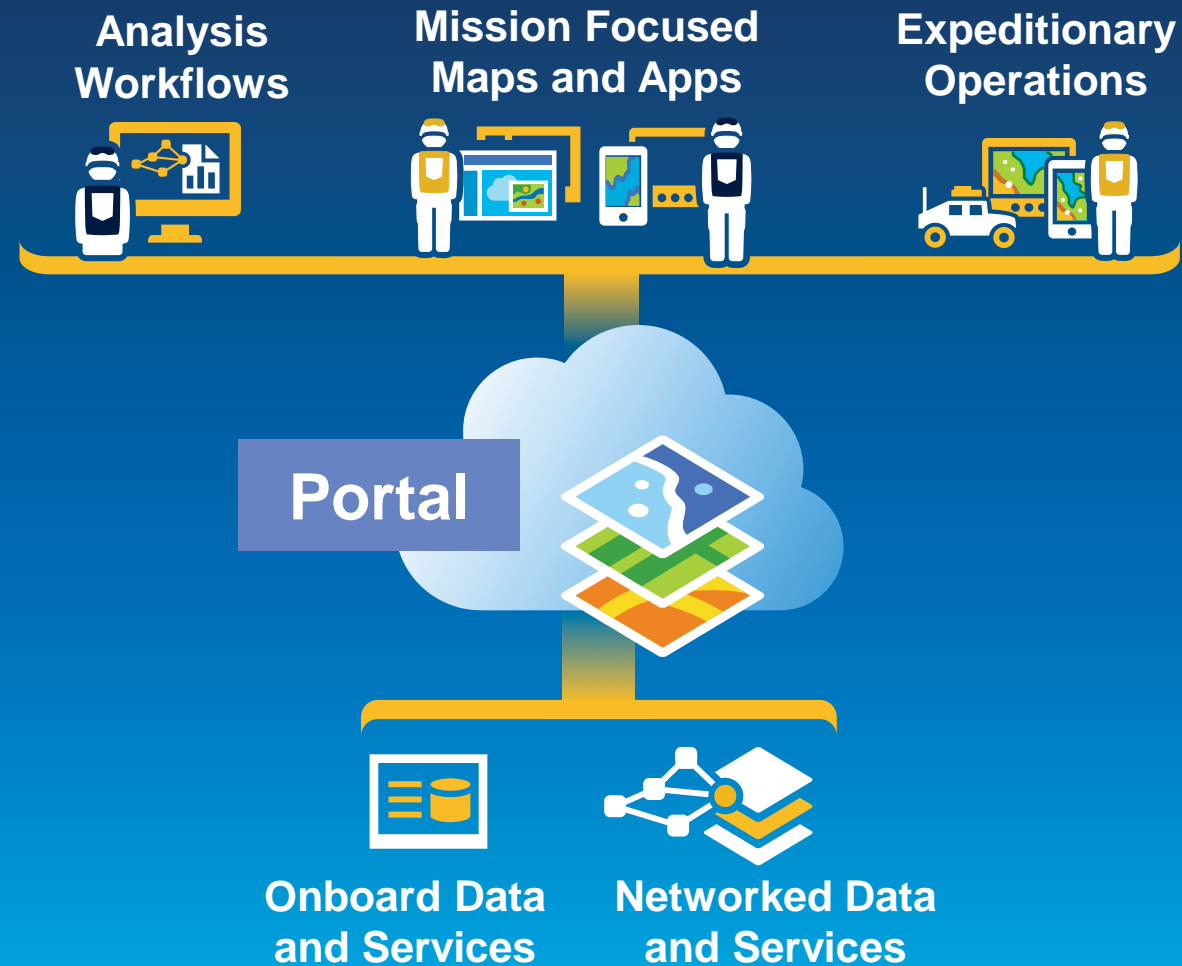 Analysis
Workflows
Mission Focused
Maps and Apps
Expeditionary
Operations
Portal
Onboard Data
and Services
Networked Data
and Services